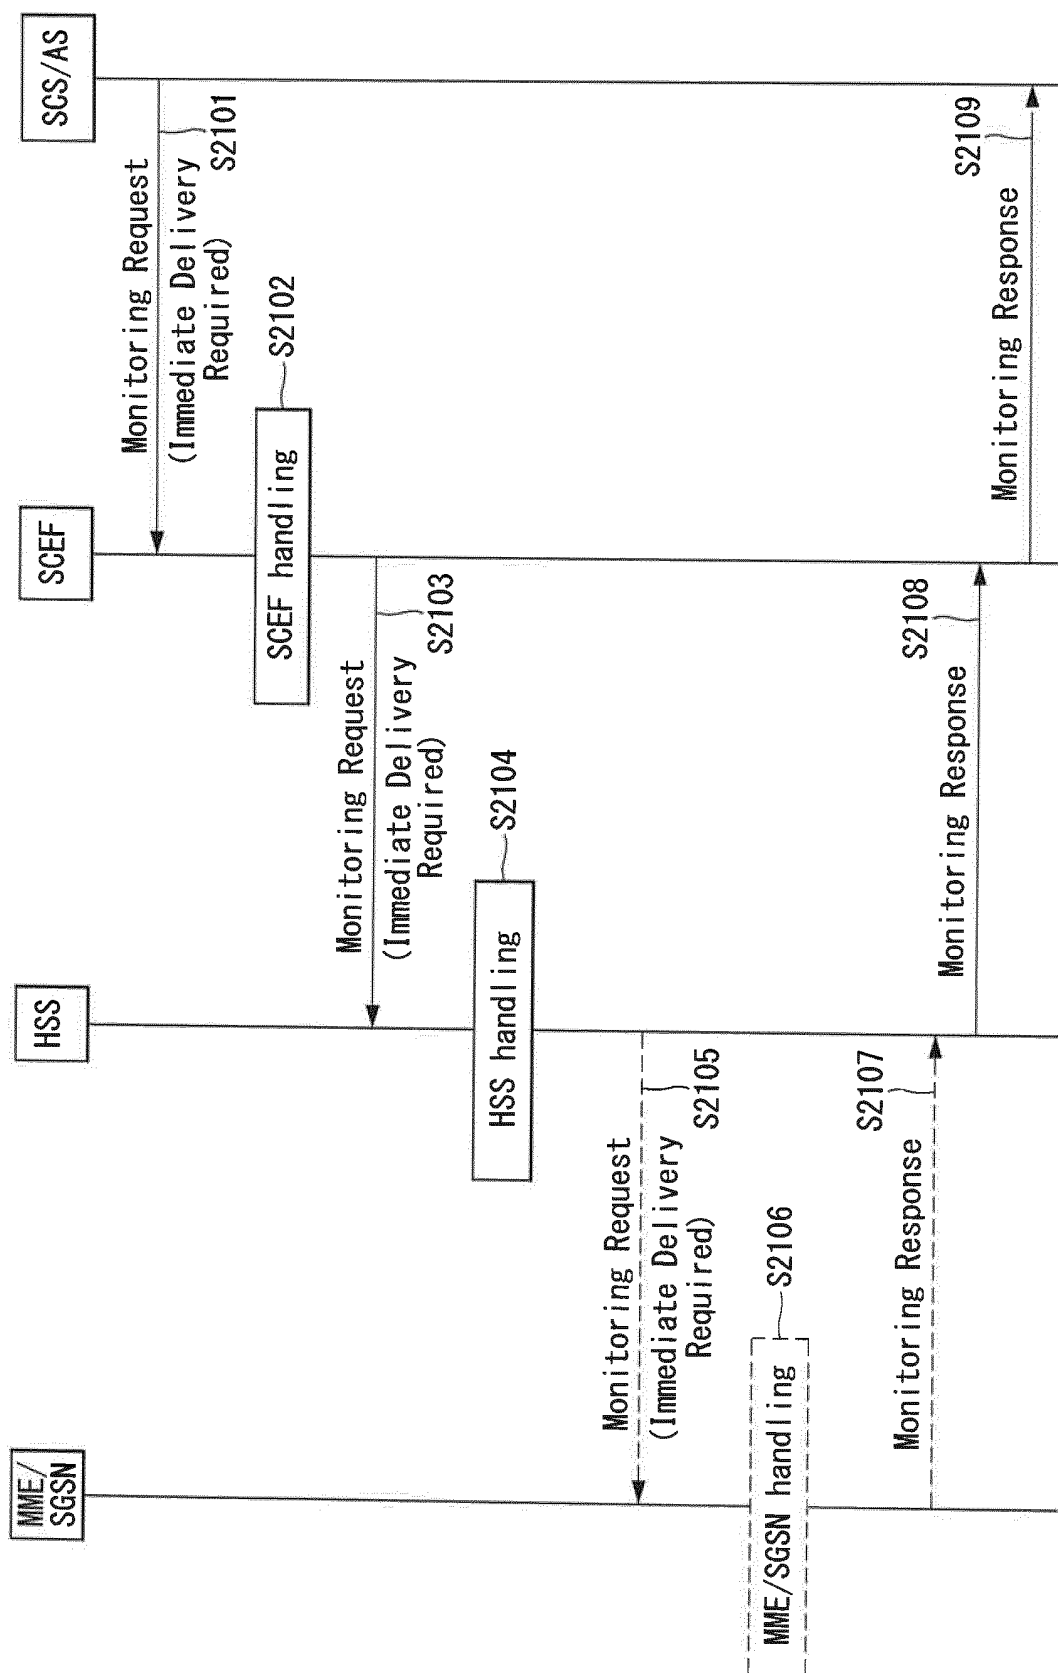 MME/
SGSN
HSS
SCEF
SCS/AS
Monitoring Request
(Immediate Delivery
Required)
S2101
SCEF handling
S2102
Monitoring Request
(Immediate Delivery
Required)
S2103
HSS handling
S2104
Monitoring Request
(Immediate Delivery
Required)
S2105
MME/SGSN handling
S2106
Monitoring Response
S2107
Monitoring Response
S2108
Monitoring Response
S2109